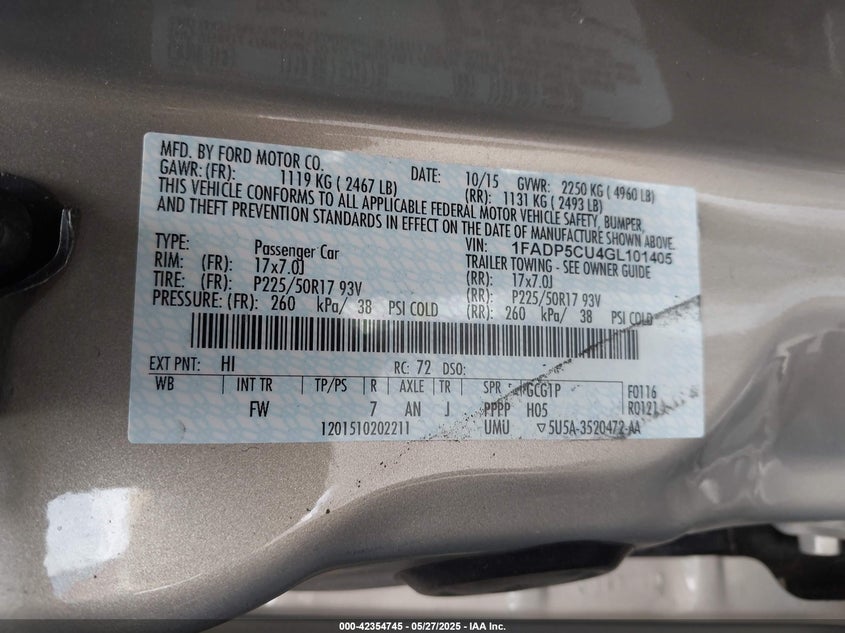 MFD. BY FORD MOTOR CO. DATE: 10/15 GVWR: 2250 KG ( 4960 LB)
GAWR: (FR): 1119 KG ( 2467 LB) (RR): 1131 KG ( 2493 LB)
THIS VEHICLE CONFORMS TO ALL APPLICABLE FEDERAL MOTOR VEHICLE SAFETY, BUMPER,
AND THEFT PREVENTION STANDARDS IN EFFECT ON THE DATE OF MANUFACTURE SHOWN ABOVE.
VIN: 1FADP5CU4GL101405
TYPE: Passenger Car TRAILER TOWING - SEE OWNER GUIDE
RIM: (FR): 17x7.0J (RR): 17x7.0J
TIRE: (FR): P225/50R17 93V (RR): P225/50R17 93V
PRESSURE: (FR): 260 kPa/ 38 PSI COLD (RR): 260 kPa/ 38 PSI COLD
EXT PNT: HI RC: 72 DSO:
WB INT TR TP/PS R AXLE TR SPR GCG1P F0116
FW 7 AN J PPPP H05 R0121
1201510202211 UMU ▽5U5A-3520472-AA
000-42354745 - 05/27/2025 - IAA Inc.